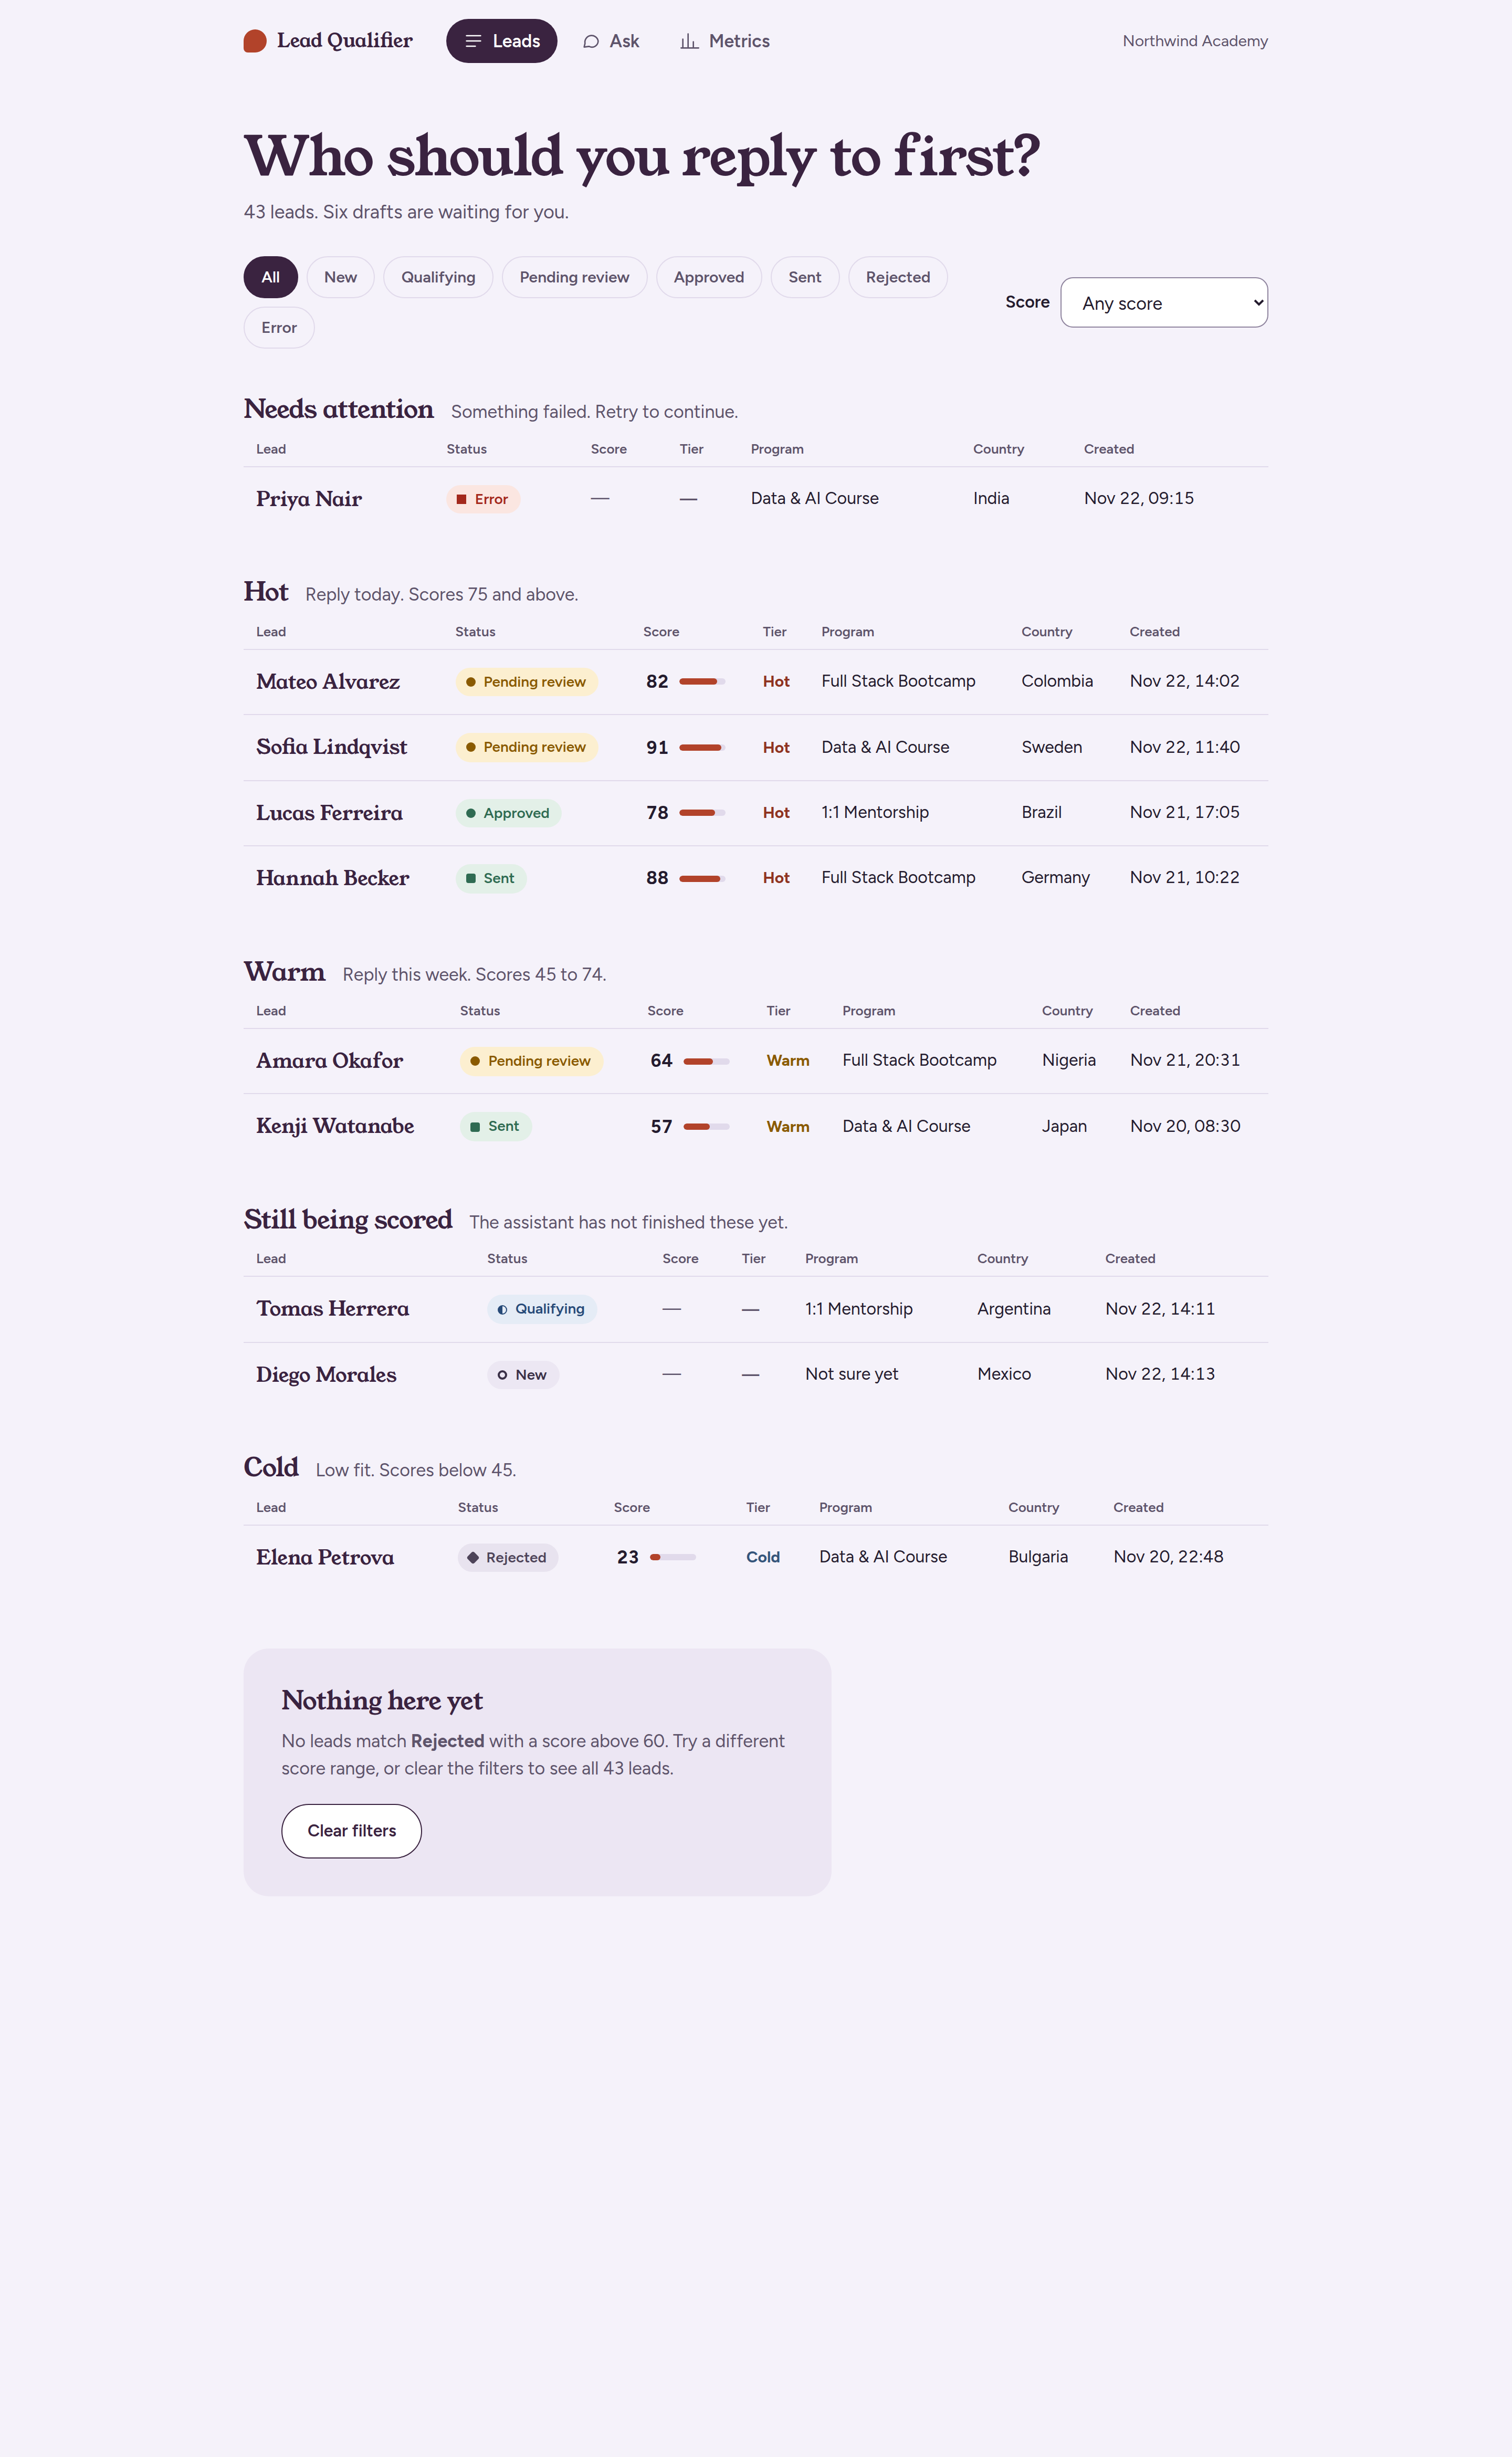 Lead Qualifier Leads Ask Metrics Northwind Academy
Who should you reply to first?
43 leads. Six drafts are waiting for you.
All New Qualifying Pending review Approved Sent Rejected
Error
Score Any score
Needs attention Something failed. Retry to continue.
Lead Status Score Tier Program Country Created
Priya Nair Error — — Data & AI Course India Nov 22, 09:15
Hot Reply today. Scores 75 and above.
Lead Status Score Tier Program Country Created
Mateo Alvarez Pending review 82 Hot Full Stack Bootcamp Colombia Nov 22, 14:02
Sofia Lindqvist Pending review 91 Hot Data & AI Course Sweden Nov 22, 11:40
Lucas Ferreira Approved 78 Hot 1:1 Mentorship Brazil Nov 21, 17:05
Hannah Becker Sent 88 Hot Full Stack Bootcamp Germany Nov 21, 10:22
Warm Reply this week. Scores 45 to 74.
Lead Status Score Tier Program Country Created
Amara Okafor Pending review 64 Warm Full Stack Bootcamp Nigeria Nov 21, 20:31
Kenji Watanabe Sent 57 Warm Data & AI Course Japan Nov 20, 08:30
Still being scored The assistant has not finished these yet.
Lead Status Score Tier Program Country Created
Tomas Herrera Qualifying — — 1:1 Mentorship Argentina Nov 22, 14:11
Diego Morales New — — Not sure yet Mexico Nov 22, 14:13
Cold Low fit. Scores below 45.
Lead Status Score Tier Program Country Created
Elena Petrova Rejected 23 Cold Data & AI Course Bulgaria Nov 20, 22:48
Nothing here yet
No leads match Rejected with a score above 60. Try a different
score range, or clear the filters to see all 43 leads.
Clear filters